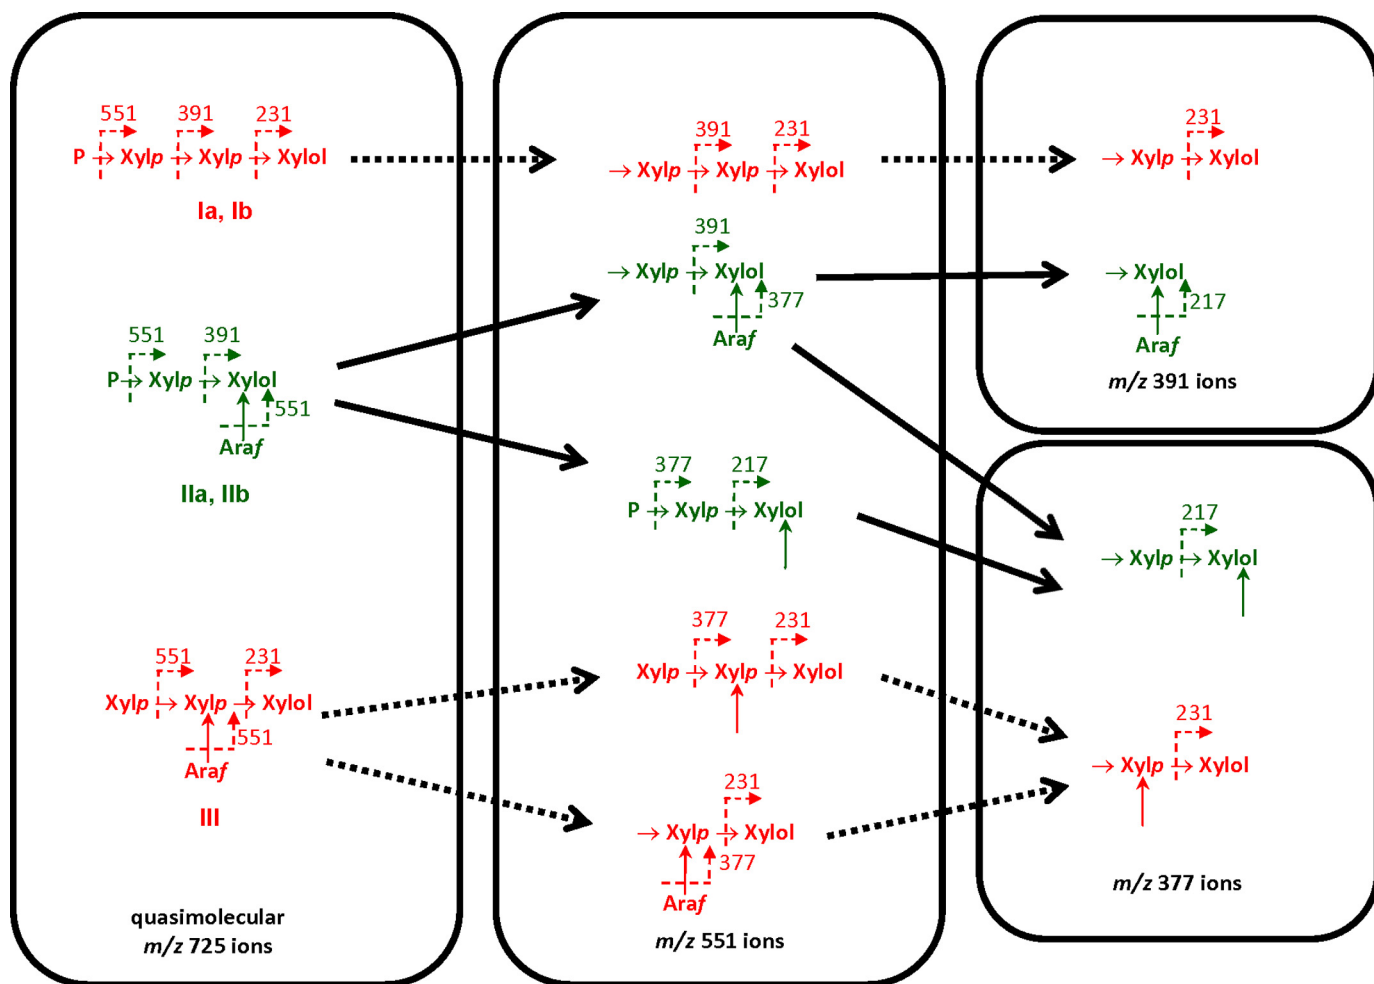 551 391 231
P → Xylp → Xylp → Xylol
Ia, Ib
551 391
P → Xylp → Xylol
551
Araf
IIa, IIb
551 231
Xylp → Xylp → Xylol
551
Araf
III
quasimolecular
m/z 725 ions
391 231
→ Xylp → Xylp → Xylol
391
→ Xylp → Xylol
377
Araf
377 217
P → Xylp → Xylol
377 231
Xylp → Xylp → Xylol
231
→ Xylp → Xylol
377
Araf
m/z 551 ions
231
→ Xylp → Xylol
→ Xylol
217
Araf
m/z 391 ions
217
→ Xylp → Xylol
231
→ Xylp → Xylol
m/z 377 ions